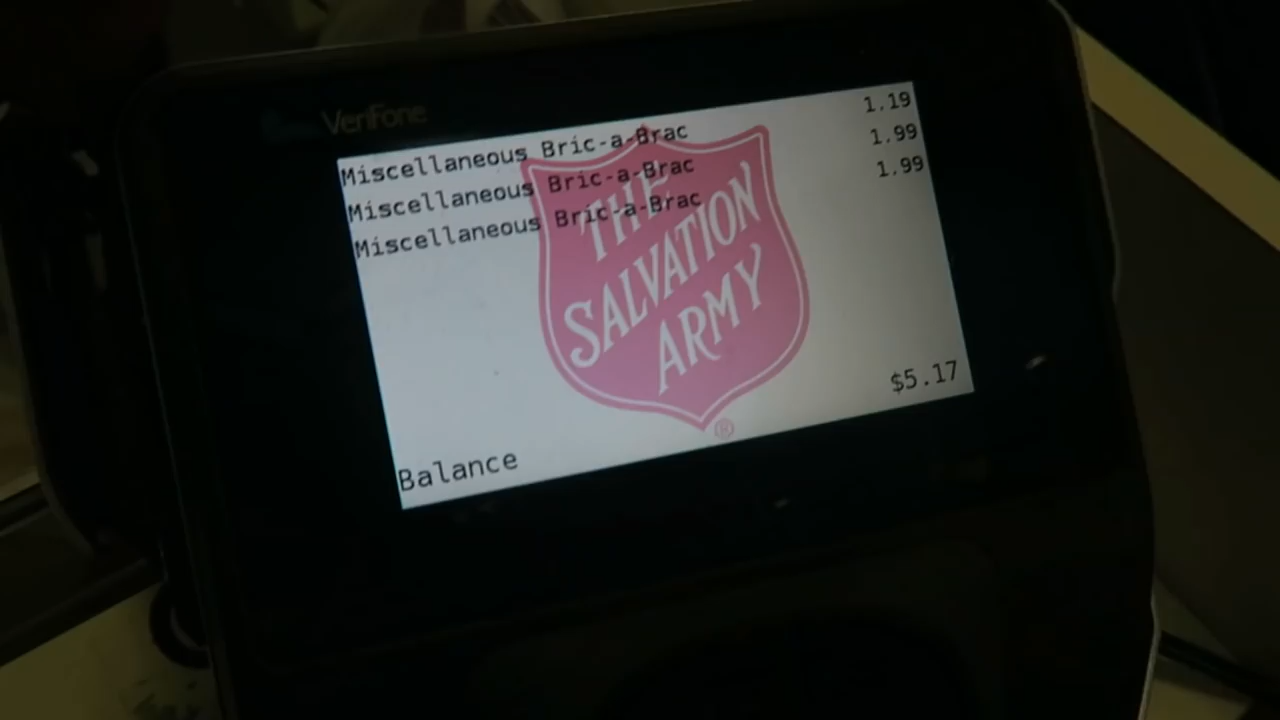 VeriFone
Miscellaneous Bric-a-Brac 1.19
Miscellaneous Bric-a-Brac 1.99
Miscellaneous Bric-a-Brac 1.99
THE
SALVATION
ARMY
®
Balance $5.17